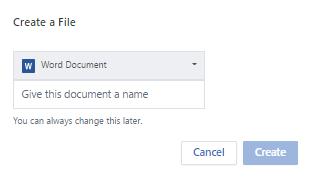 Create a File
W Word Document
Give this document a name
You can always change this later.
Cancel Create